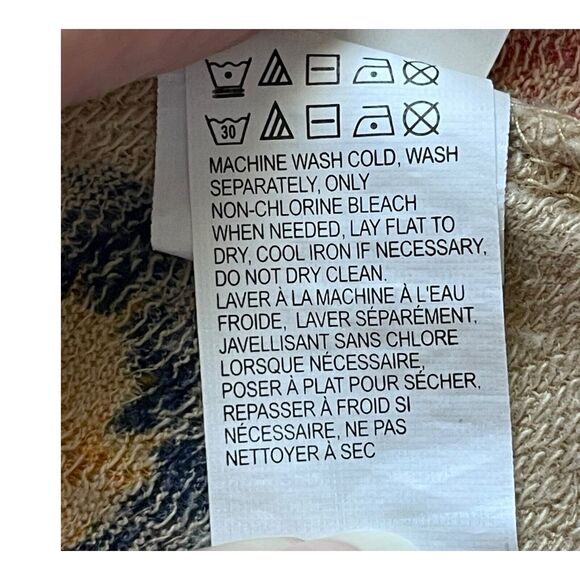 30
MACHINE WASH COLD, WASH
SEPARATELY, ONLY
NON-CHLORINE BLEACH
WHEN NEEDED, LAY FLAT TO
DRY, COOL IRON IF NECESSARY,
DO NOT DRY CLEAN.
LAVER À LA MACHINE À L'EAU
FROIDE, LAVER SÉPARÉMENT,
JAVELLISANT SANS CHLORE
LORSQUE NÉCESSAIRE,
POSER À PLAT POUR SÉCHER,
REPASSER À FROID SI
NÉCESSAIRE, NE PAS
NETTOYER À SEC